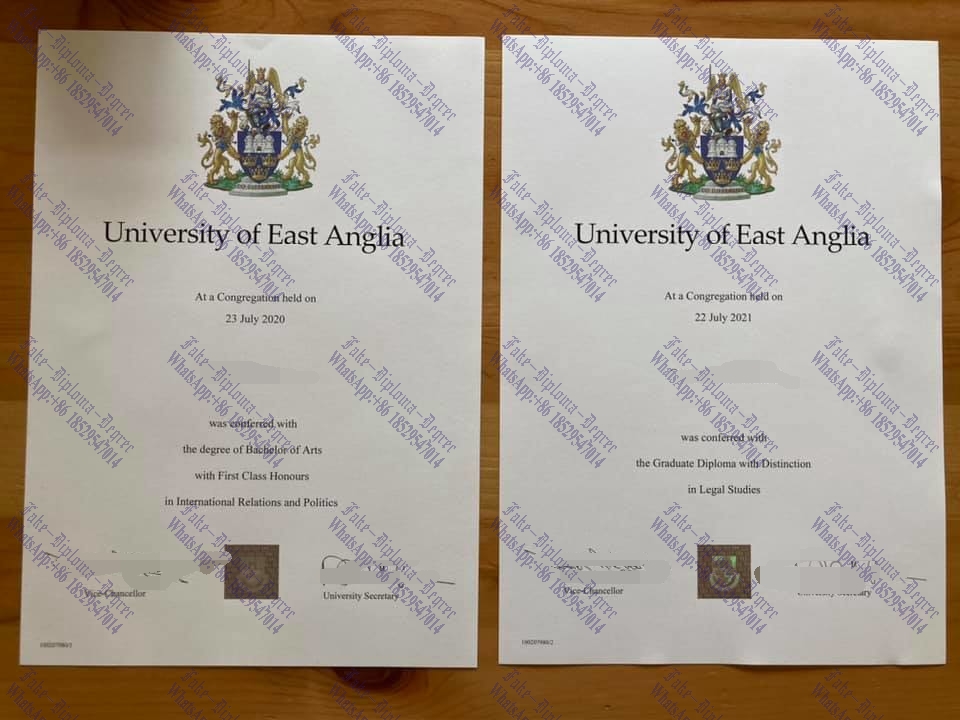 Fake-Diploma-Degree
WhatsApp:+86 18529547014
University of East Anglia
At a Congregation held on
23 July 2020
was conferred with
the degree of Bachelor of Arts
with First Class Honours
in International Relations and Politics
Vice-Chancellor
University Secretary
University of East Anglia
At a Congregation held on
22 July 2021
was conferred with
the Graduate Diploma with Distinction
in Legal Studies
Vice-Chancellor
University Secretary